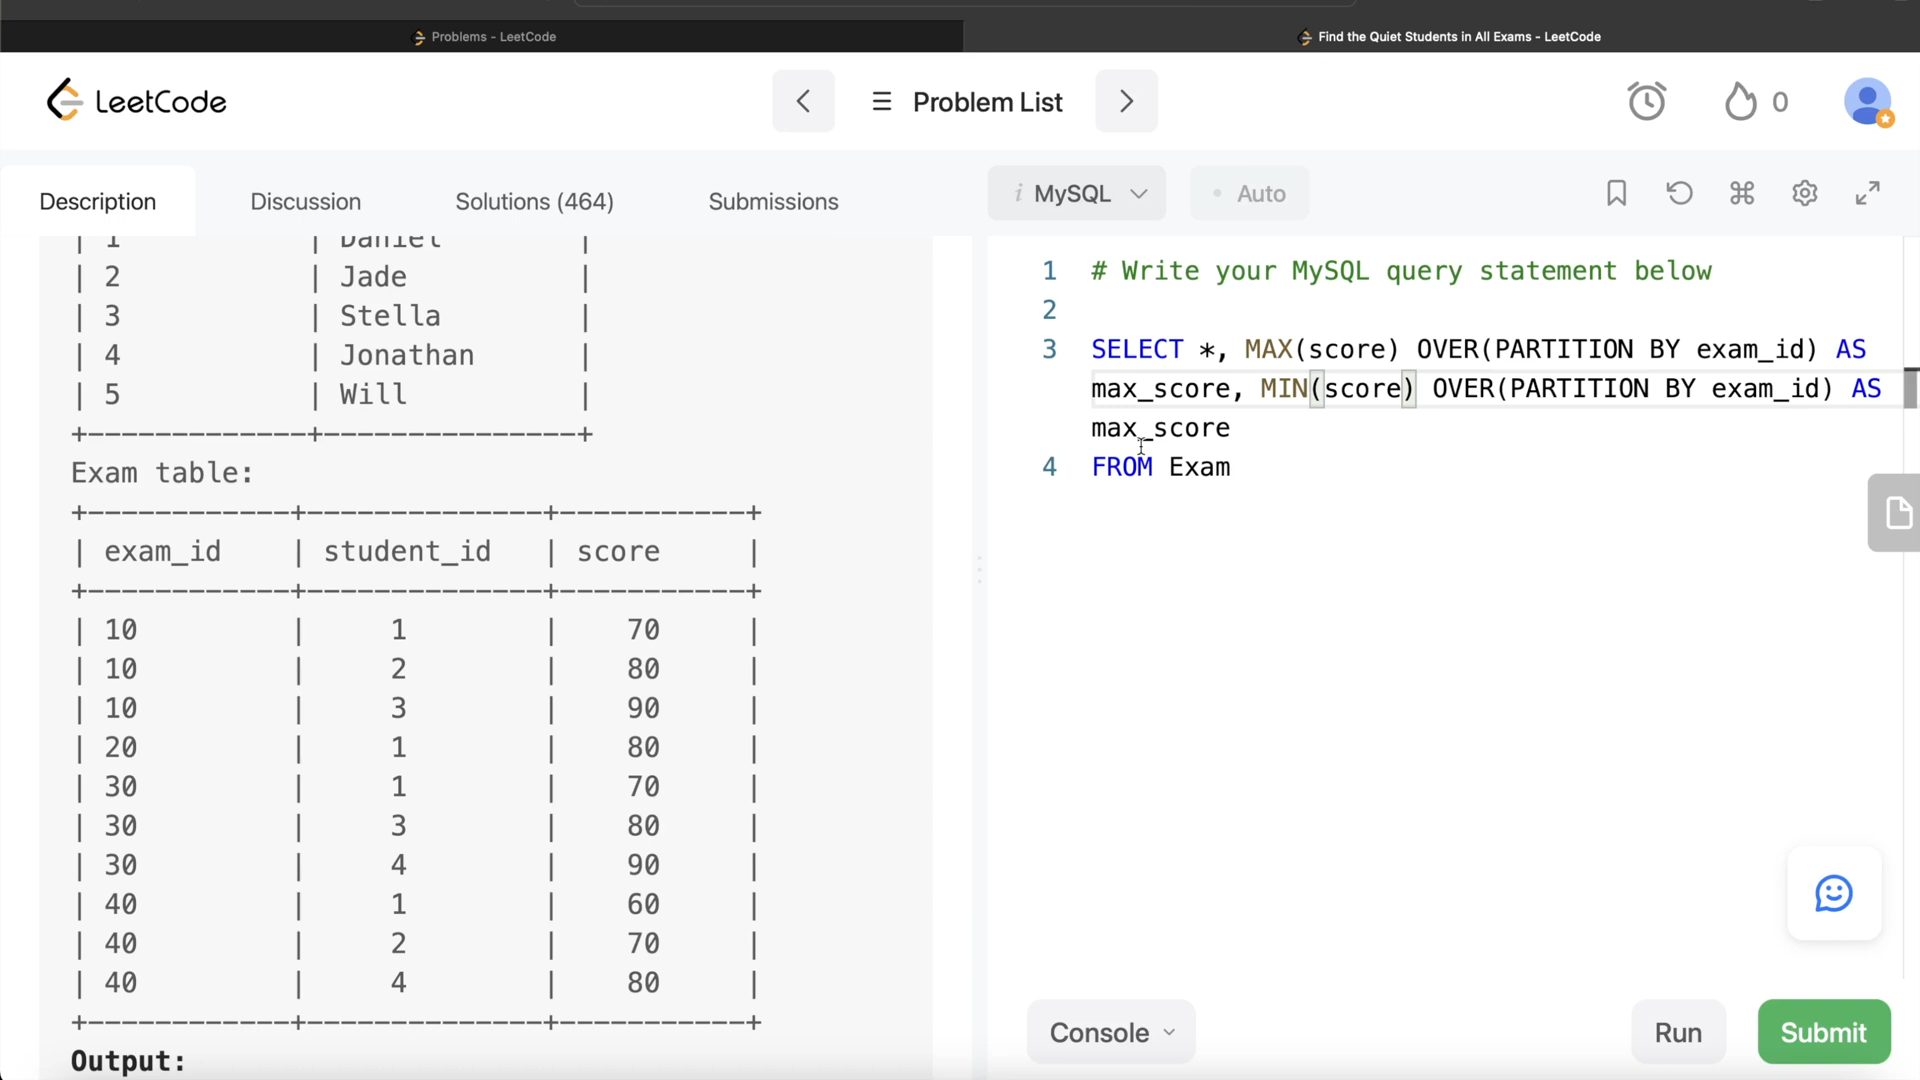 Problems - LeetCode
Find the Quiet Students in All Exams - LeetCode
LeetCode
Problem List
0
Description
Discussion
Solutions (464)
Submissions
i MySQL
Auto
| 1 | Daniel |
| 2 | Jade |
| 3 | Stella |
| 4 | Jonathan |
| 5 | Will |
+--------------+----------------+
Exam table:
+-------------+---------------+------------+
| exam_id | student_id | score |
+-------------+---------------+------------+
| 10 | 1 | 70 |
| 10 | 2 | 80 |
| 10 | 3 | 90 |
| 20 | 1 | 80 |
| 30 | 1 | 70 |
| 30 | 3 | 80 |
| 30 | 4 | 90 |
| 40 | 1 | 60 |
| 40 | 2 | 70 |
| 40 | 4 | 80 |
+-------------+---------------+------------+
Output:
1 # Write your MySQL query statement below
2
3 SELECT *, MAX(score) OVER(PARTITION BY exam_id) AS
max_score, MIN(score) OVER(PARTITION BY exam_id) AS
max_score
4 FROM Exam
Console
Run
Submit